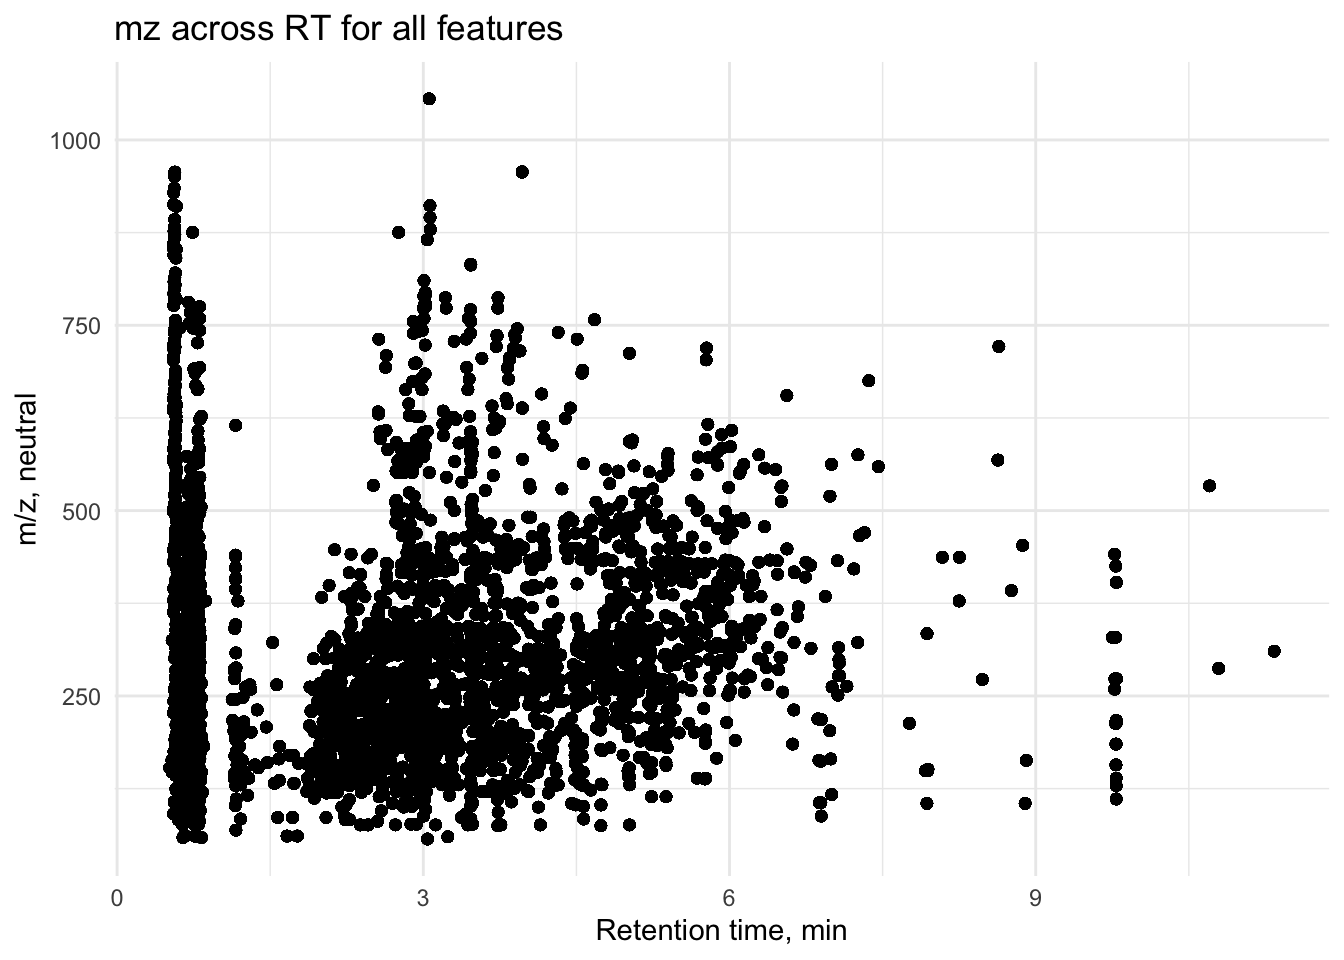 mz across RT for all features
m/z, neutral
1000
750
500
250
0
3
6
9
Retention time, min